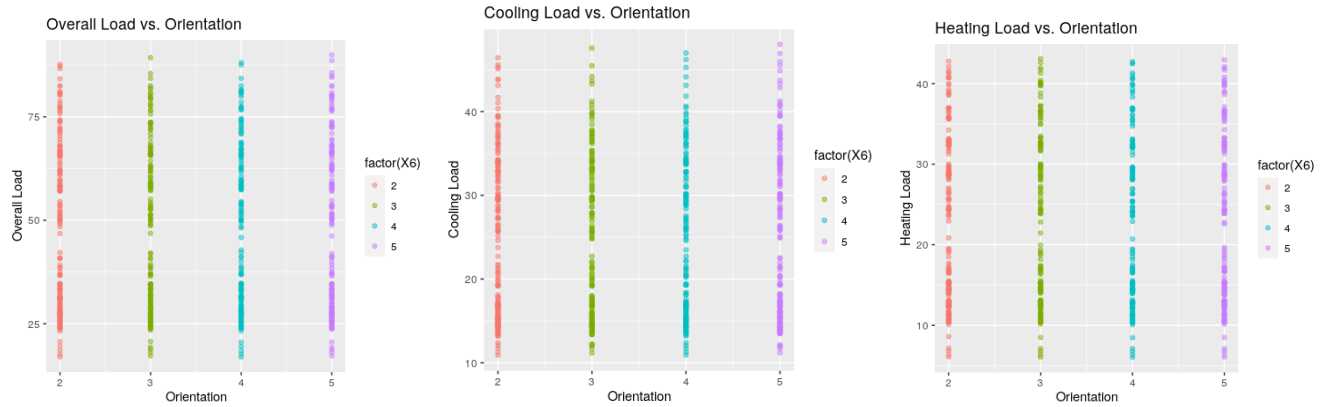 Overall Load vs. Orientation
Overall Load
75
50
25
2 3 4 5
Orientation
factor(X6)
2
3
4
5
Cooling Load vs. Orientation
Cooling Load
40
30
20
10
2 3 4 5
Orientation
factor(X6)
2
3
4
5
Heating Load vs. Orientation
Heating Load
40
30
20
10
2 3 4 5
Orientation
factor(X6)
2
3
4
5